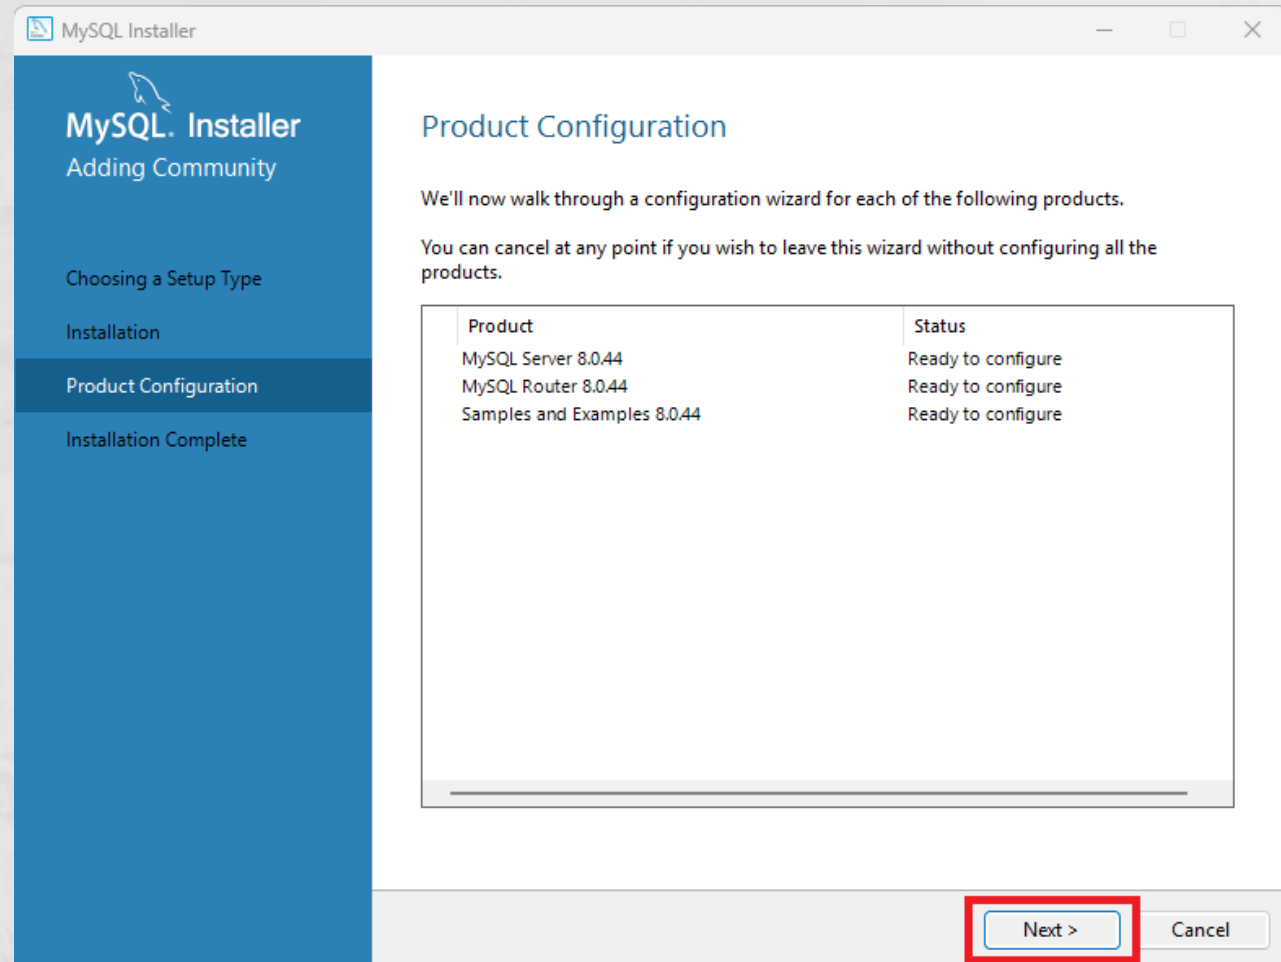 MySQL Installer
MySQL. Installer
Adding Community
Choosing a Setup Type
Installation
Product Configuration
Installation Complete
Product Configuration
We'll now walk through a configuration wizard for each of the following products.
You can cancel at any point if you wish to leave this wizard without configuring all the
products.
Product Status
MySQL Server 8.0.44 Ready to configure
MySQL Router 8.0.44 Ready to configure
Samples and Examples 8.0.44 Ready to configure
Next > Cancel